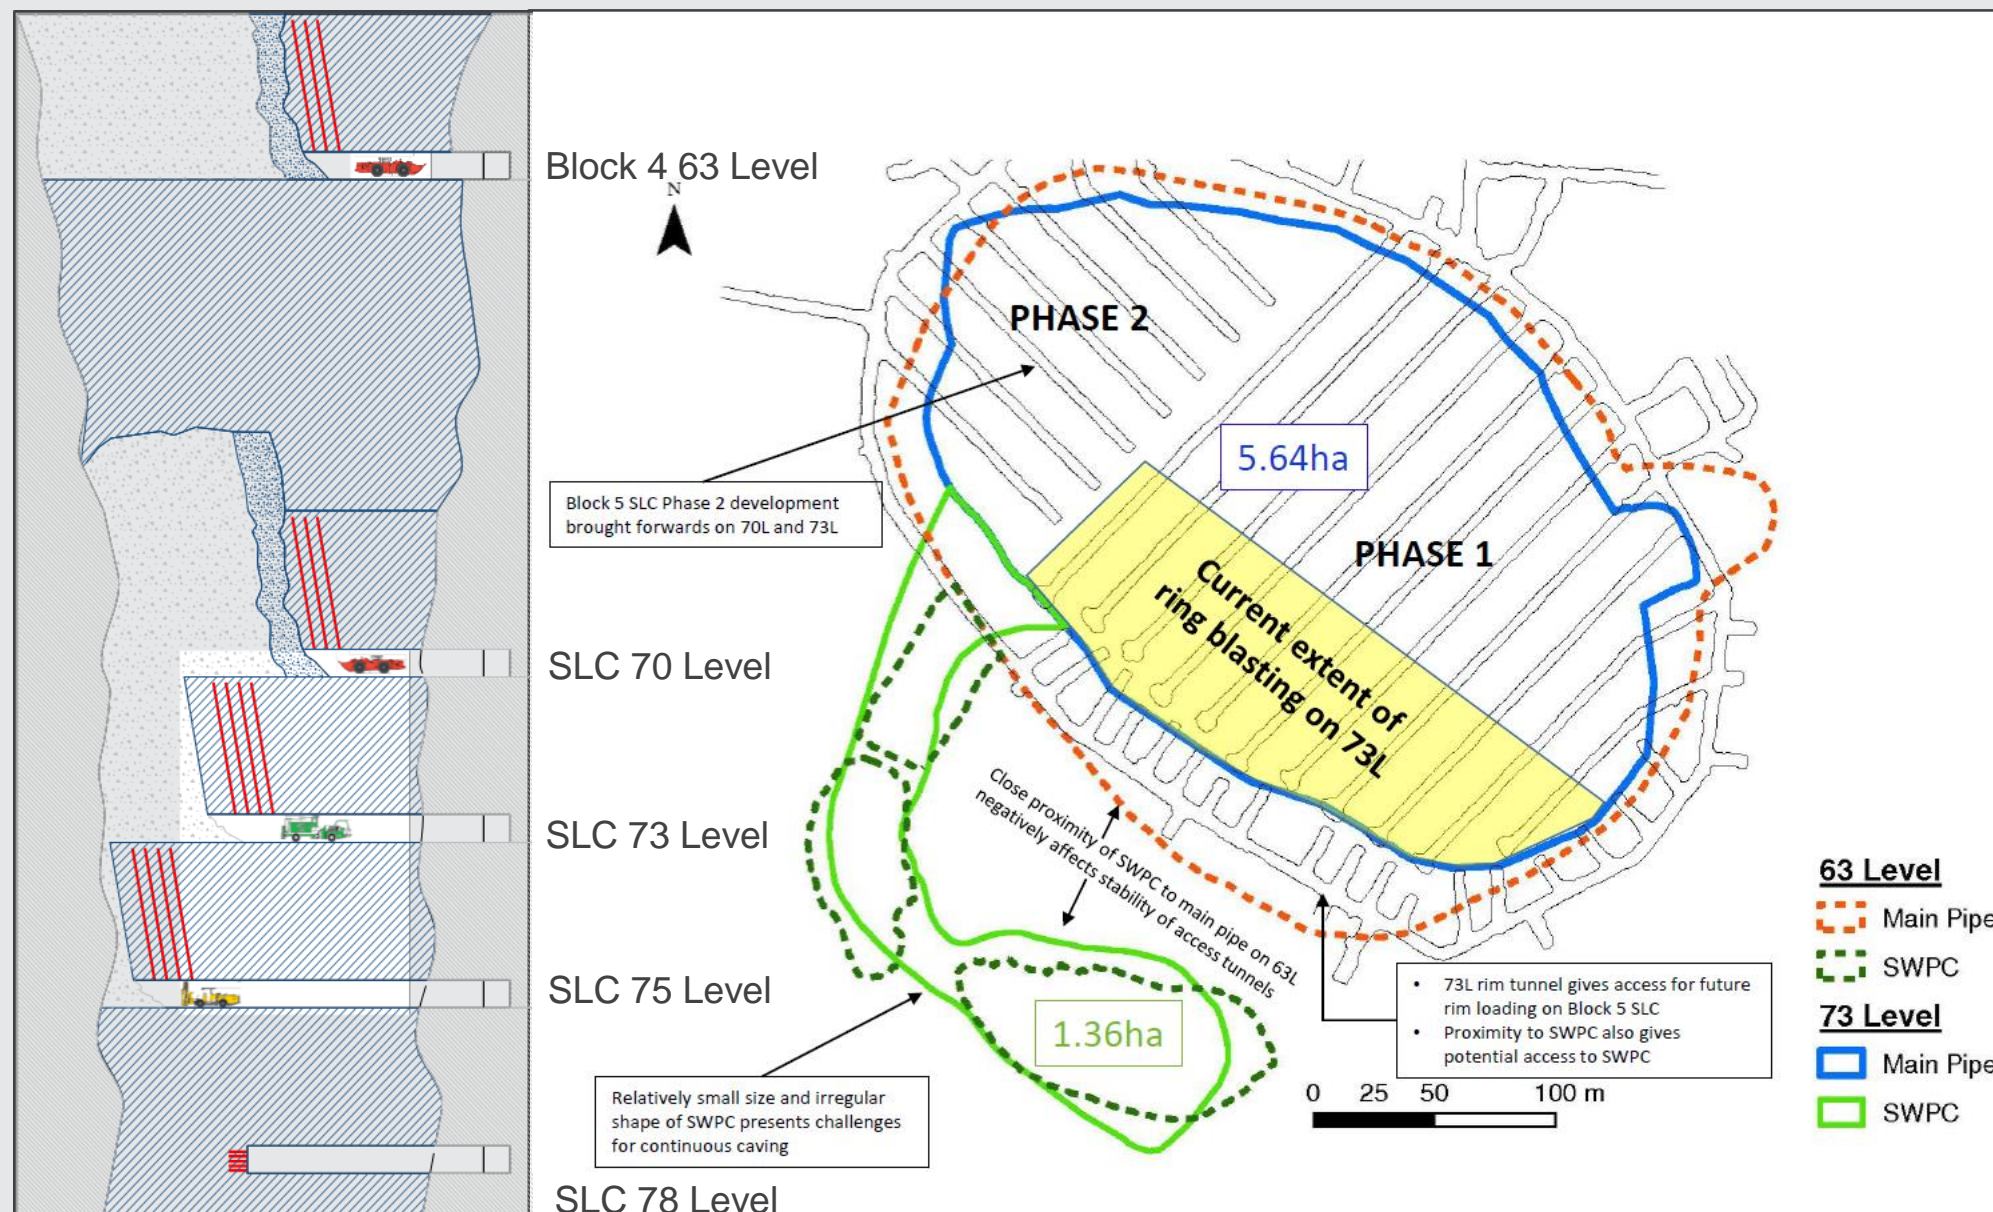 Block 4 63 Level
SLC 70 Level
SLC 73 Level
SLC 75 Level
SLC 78 Level
N
PHASE 2
5.64ha
PHASE 1
Block 5 SLC Phase 2 development
brought forwards on 70L and 73L
Current extent of
ring blasting on 73L
Close proximity of SWPC to main pipe on 63L
negatively affects stability of access tunnels
1.36ha
Relatively small size and irregular
shape of SWPC presents challenges
for continuous caving
• 73L rim tunnel gives access for future
rim loading on Block 5 SLC
• Proximity to SWPC also gives
potential access to SWPC
0 25 50 100 m
63 Level
Main Pipe
SWPC
73 Level
Main Pipe
SWPC